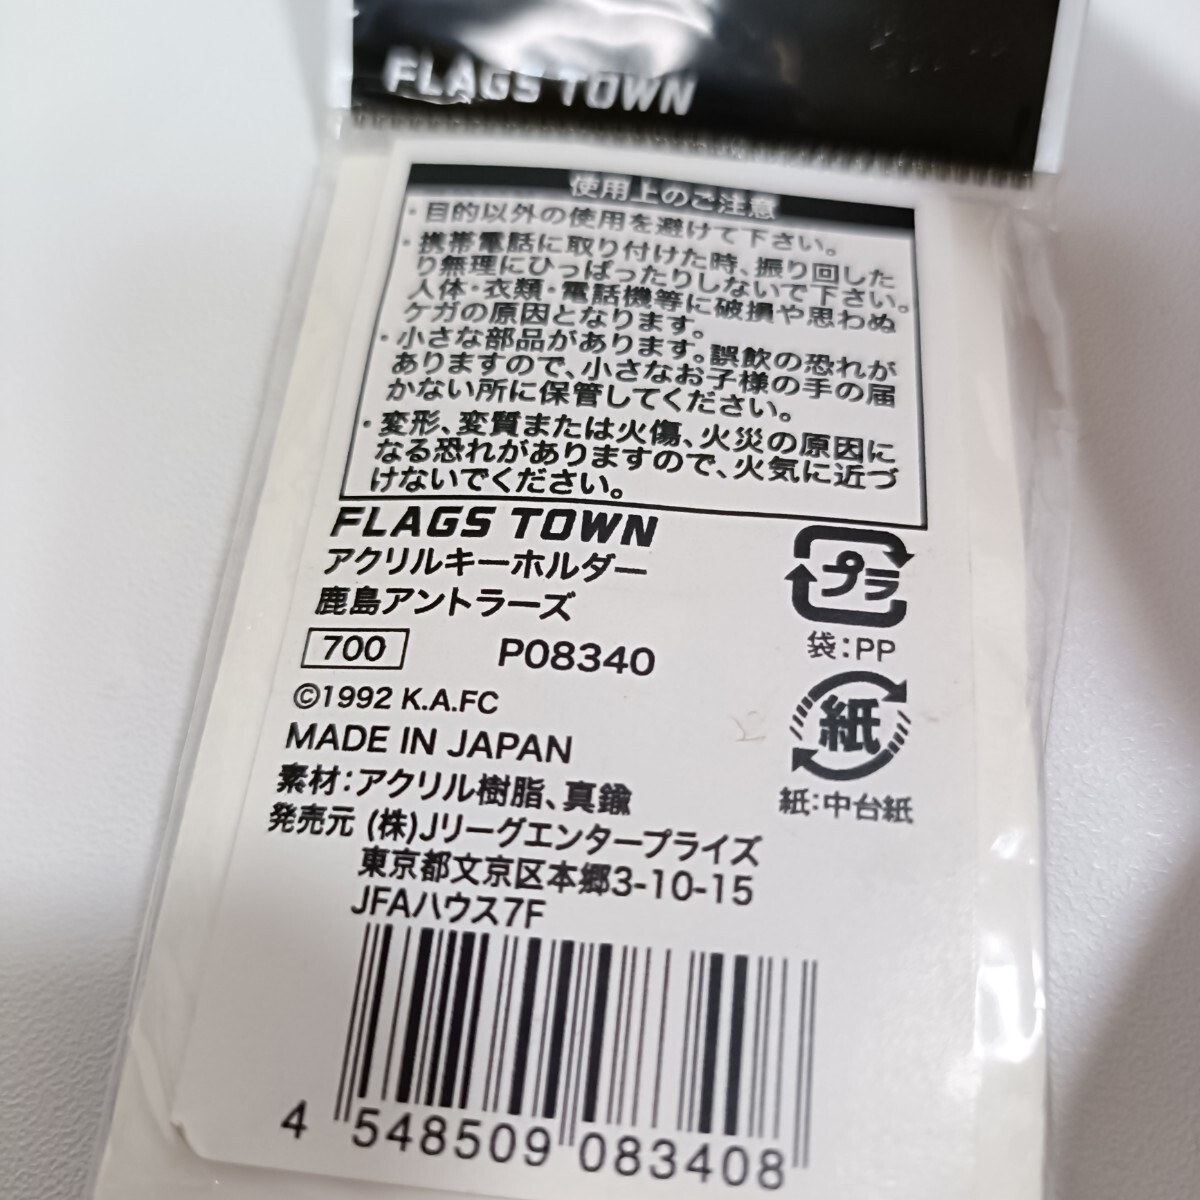 FLAGS TOWN
使用上のご注意
・目的以外の使用を避けて下さい。
・携帯電話に取り付けた時、振り回した
り無理にひっぱったりしないで下さい。
人体・衣類・電話機等に破損や思わぬ
ケガの原因となります。
・小さな部品があります。誤飲の恐れが
ありますので、小さなお子様の手の届
かない所に保管してください。
・変形、変質または火傷、火災の原因に
なる恐れがありますので、火気に近づ
けないでください。
FLAGS TOWN
アクリルキーホルダー
鹿島アントラーズ
700 P08340
©1992 K.A.FC
MADE IN JAPAN
素材:アクリル樹脂、真鍮
発売元 (株)Jリーグエンタープライズ
東京都文京区本郷3-10-15
JFAハウス7F
プラ
袋:PP
紙
紙:中台紙
4 548509 083408